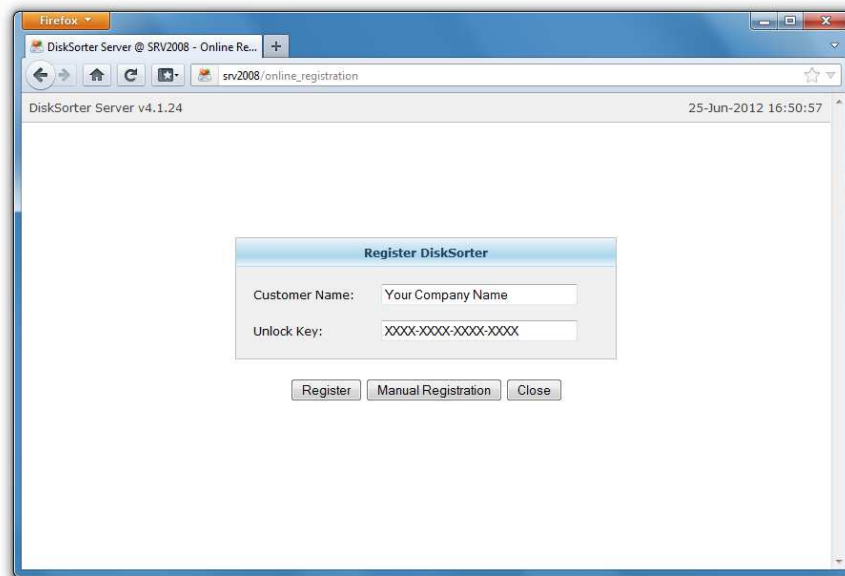 Firefox
DiskSorter Server @ SRV2008 - Online Re...
srv2008/online_registration
DiskSorter Server v4.1.24
25-Jun-2012 16:50:57
Register DiskSorter
Customer Name: Your Company Name
Unlock Key: XXXX-XXXX-XXXX-XXXX
Register Manual Registration Close